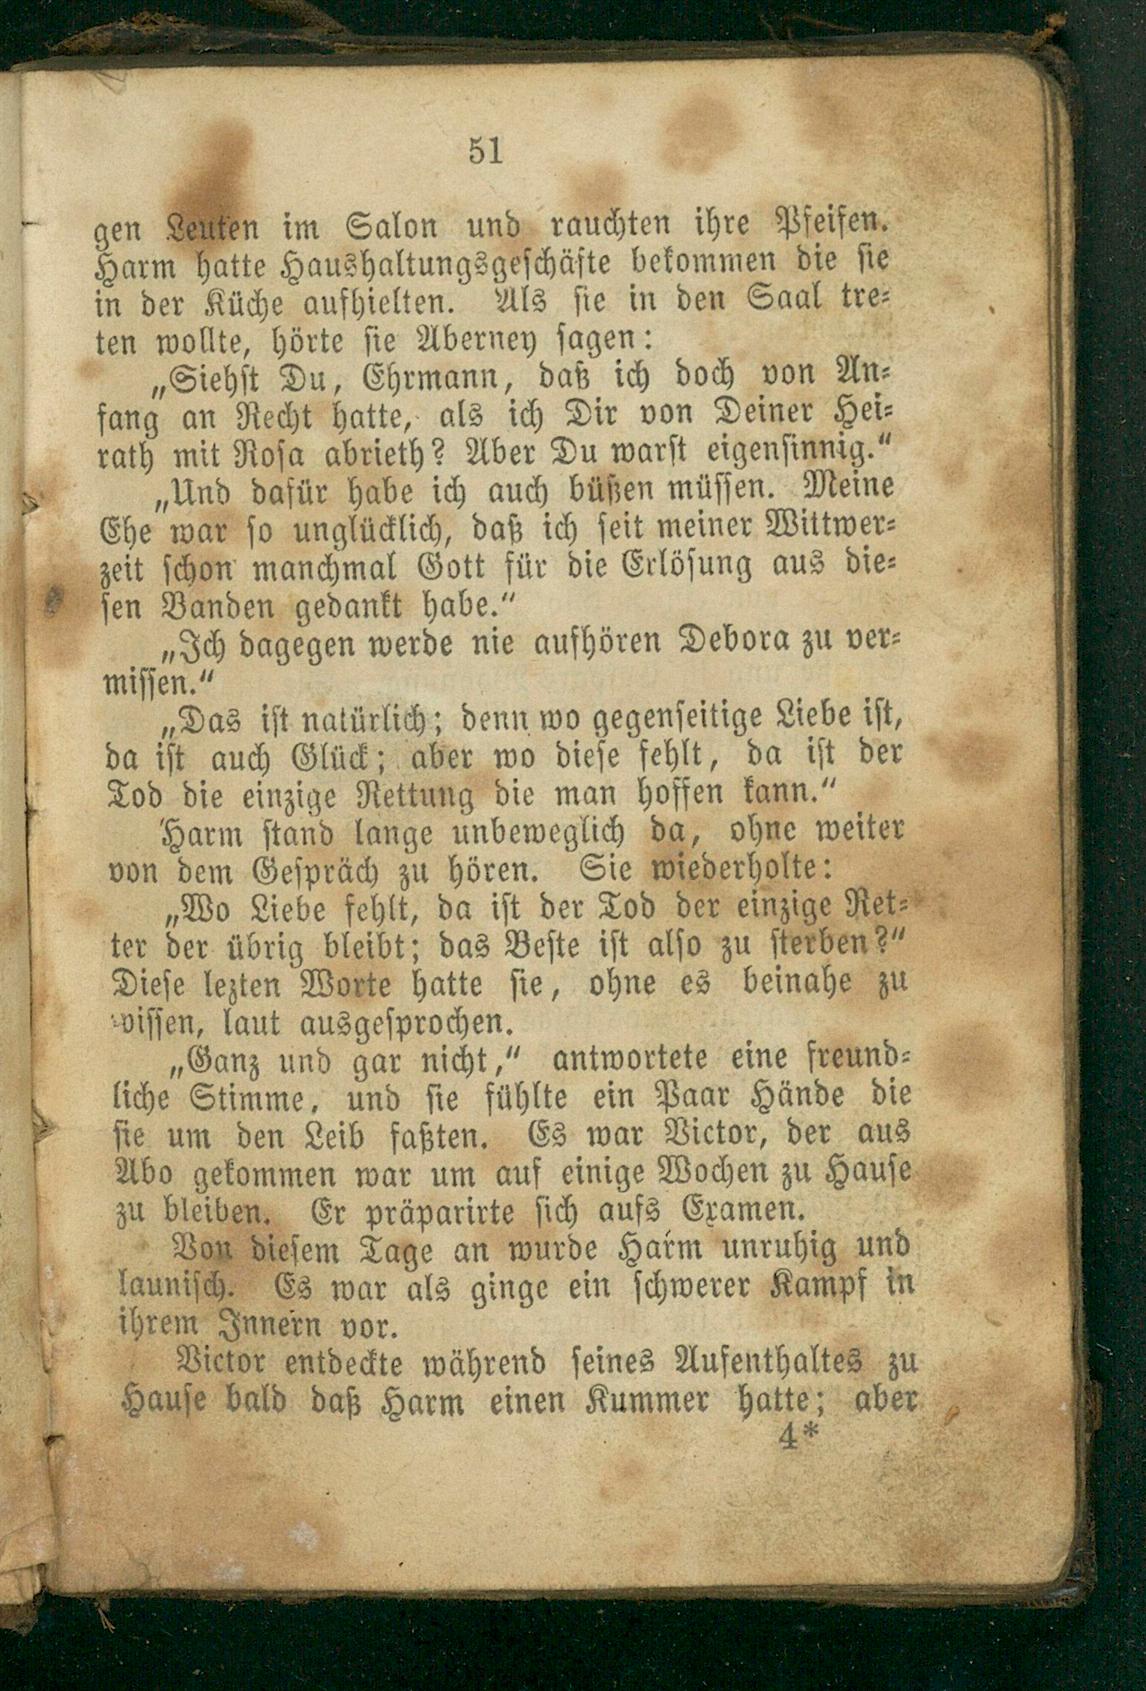 51
gen Leuten im Salon und rauchten ihre Pfeifen.
Harm hatte Haushaltungsgeschäfte bekommen die sie
in der Küche aufhielten. Als sie in den Saal tre-
ten wollte, hörte sie Aberney sagen:
„Siehst Du, Ehrmann, daß ich doch von An-
fang an Recht hatte, als ich Dir von Deiner Hei-
rath mit Rosa abrieth? Aber Du warst eigensinnig.“
„Und dafür habe ich auch büßen müssen. Meine
Ehe war so unglücklich, daß ich seit meiner Wittwer-
zeit schon manchmal Gott für die Erlösung aus die-
sen Banden gedankt habe.“
„Ich dagegen werde nie aufhören Debora zu ver-
missen.“
„Das ist natürlich; denn wo gegenseitige Liebe ist,
da ist auch Glück; aber wo diese fehlt, da ist der
Tod die einzige Rettung die man hoffen kann.“
Harm stand lange unbeweglich da, ohne weiter
von dem Gespräch zu hören. Sie wiederholte:
„Wo Liebe fehlt, da ist der Tod der einzige Ret-
ter der übrig bleibt; das Beste ist also zu sterben?“
Diese lezten Worte hatte sie, ohne es beinahe zu
wissen, laut ausgesprochen.
„Ganz und gar nicht,“ antwortete eine freund-
liche Stimme, und sie fühlte ein Paar Hände die
sie um den Leib faßten. Es war Victor, der aus
Abo gekommen war um auf einige Wochen zu Hause
zu bleiben. Er präparirte sich aufs Examen.
Von diesem Tage an wurde Harm unruhig und
launisch. Es war als ginge ein schwerer Kampf in
ihrem Innern vor.
Victor entdeckte während seines Aufenthaltes zu
Hause bald daß Harm einen Kummer hatte; aber
4*